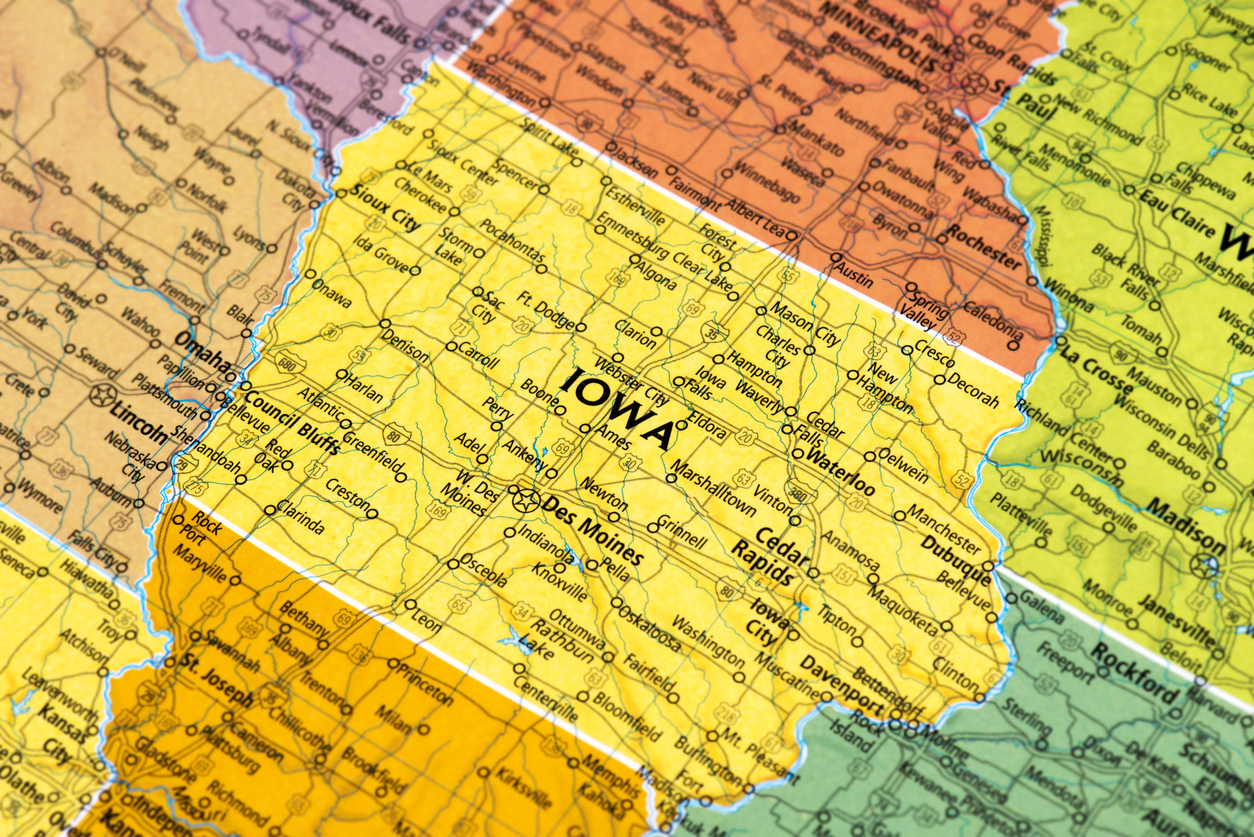 Sioux Falls
Tyndall
Lemmon
Yankton
Vermillion
N. Sioux
O'Neill
Plainview
Neligh
Laurel
Wayne
Norfolk
Albion
Madison
Dakota
City
Columbus
Schuyler
West
Point
Lyons
Central
David
City
York
Wahoo
Fremont
Blair
Omaha
Papillion
Bellevue
Plattsmouth
Seward
Crete
Lincoln
Nebraska
City
Auburn
Wymore
Falls City
Luverne
Worthington
Slayton
Windom
St.
James
New Ulm
Jackson
Fairmont
Mankato
St. Peter
Belle Plaine
Winnebago
Waseca
Albert Lea
Austin
Owatonna
Faribault
Northfield
MINNEAPOLIS
Brooklyn Park
Bloomington
Coon
Rapids
St. Paul
Apple
Valley
Red
Wing
Wabasha
Byron
Rochester
Spring
Valley
Caledonia
Winona
Mississippi
St. Croix
Falls
Spooner
Rice Lake
New Richmond
River Falls
Menomonie
Chippewa
Falls
Eau Claire
Black River
Falls
Marshfield
Tomah
La Crosse
Mauston
Wisconsin Dells
Richland Center
Baraboo
Wisconsin
Dodgeville
Platteville
Madison
Monroe
Janesville
Beloit
IOWA
Spirit Lake
Sioux Center
Spencer
Le Mars
Cherokee
Estherville
Emmetsburg
Sioux City
Storm
Lake
Pocahontas
Algona
Forest
City
Clear Lake
Ida Grove
Sac
City
Ft. Dodge
Clarion
Mason City
Charles
City
Onawa
Denison
Carroll
Webster City
Hampton
Iowa
Falls
New
Hampton
Cresco
Decorah
Waverly
Cedar
Falls
Waterloo
Oelwein
Eldora
Boone
Ames
Perry
Harlan
Atlantic
Council Bluffs
Adel
Ankeny
Marshalltown
Vinton
Manchester
Dubuque
Greenfield
Red
Oak
Shenandoah
Creston
Clarinda
W. Des
Moines
Des Moines
Newton
Grinnell
Cedar
Rapids
Anamosa
Bellevue
Maquoketa
Indianola
Knoxville
Pella
Osceola
Iowa
City
Tipton
Clinton
Leon
Rathbun
Lake
Ottumwa
Oskaloosa
Washington
Muscatine
Davenport
Bettendorf
Centerville
Fairfield
Bloomfield
Mt. Pleasant
Burlington
Fort
Rock
Port
Maryville
Bethany
Albany
Savannah
St. Joseph
Trenton
Princeton
Milan
Chillicothe
Cameron
Plattsburg
Gladstone
Brookfield
Kirksville
Memphis
Kahoka
Richmond
Hiawatha
Seneca
Troy
Atchison
Leavenworth
Kansas
City
Olathe
Rock
Island
Galena
Freeport
Rockford
Harvard
Sterling
Dixon
De Kalb
Elgin
Mendota
Kewanee
Geneseo